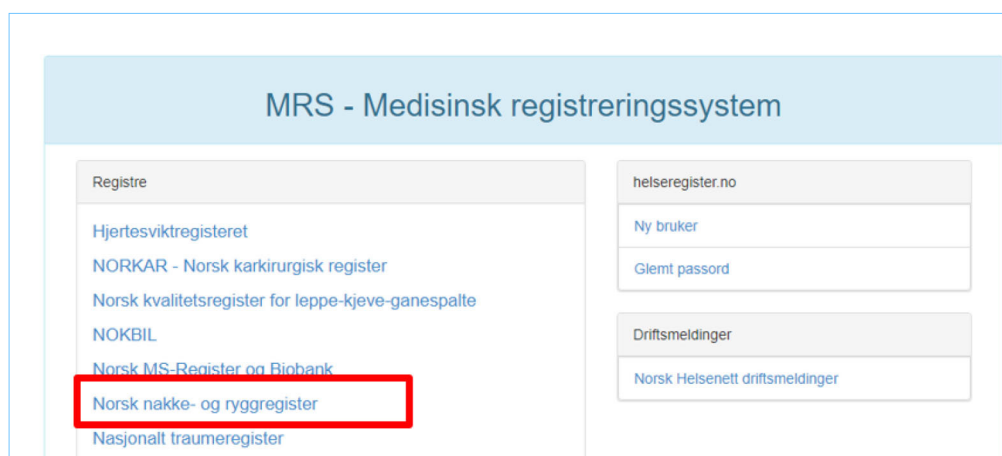 MRS - Medisinsk registreringssystem
Registre
Hjertesviktregisteret
NORKAR - Norsk karkirurgisk register
Norsk kvalitetsregister for leppe-kjeve-ganespalte
NOKBIL
Norsk MS-Register og Biobank
Norsk nakke- og ryggregister
Nasjonalt traumeregister
helseregister.no
Ny bruker
Glemt passord
Driftsmeldinger
Norsk Helsenett driftsmeldinger